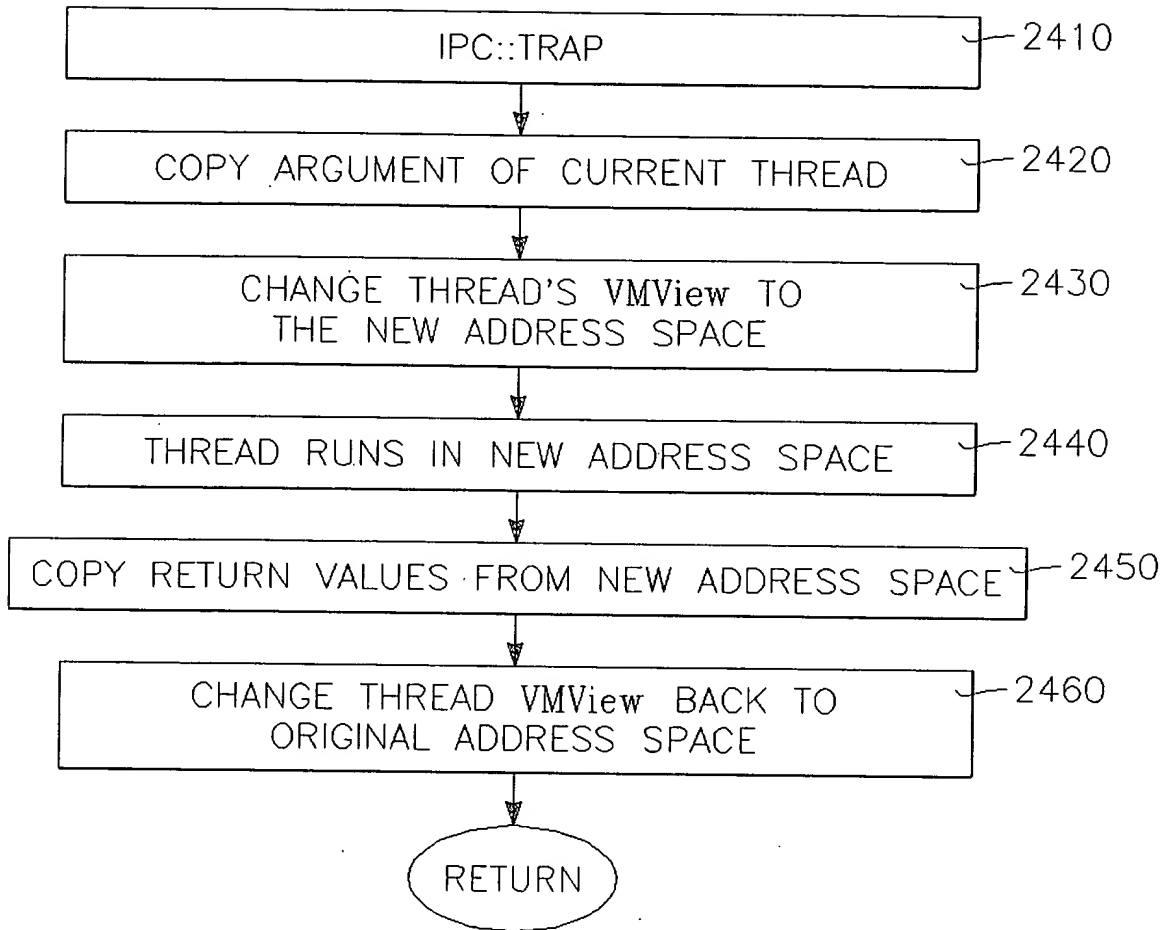 IPC::TRAP
2410
COPY ARGUMENT OF CURRENT THREAD
2420
CHANGE THREAD'S VMView TO
THE NEW ADDRESS SPACE
2430
THREAD RUNS IN NEW ADDRESS SPACE
2440
COPY RETURN VALUES FROM NEW ADDRESS SPACE
2450
CHANGE THREAD VMView BACK TO
ORIGINAL ADDRESS SPACE
2460
RETURN